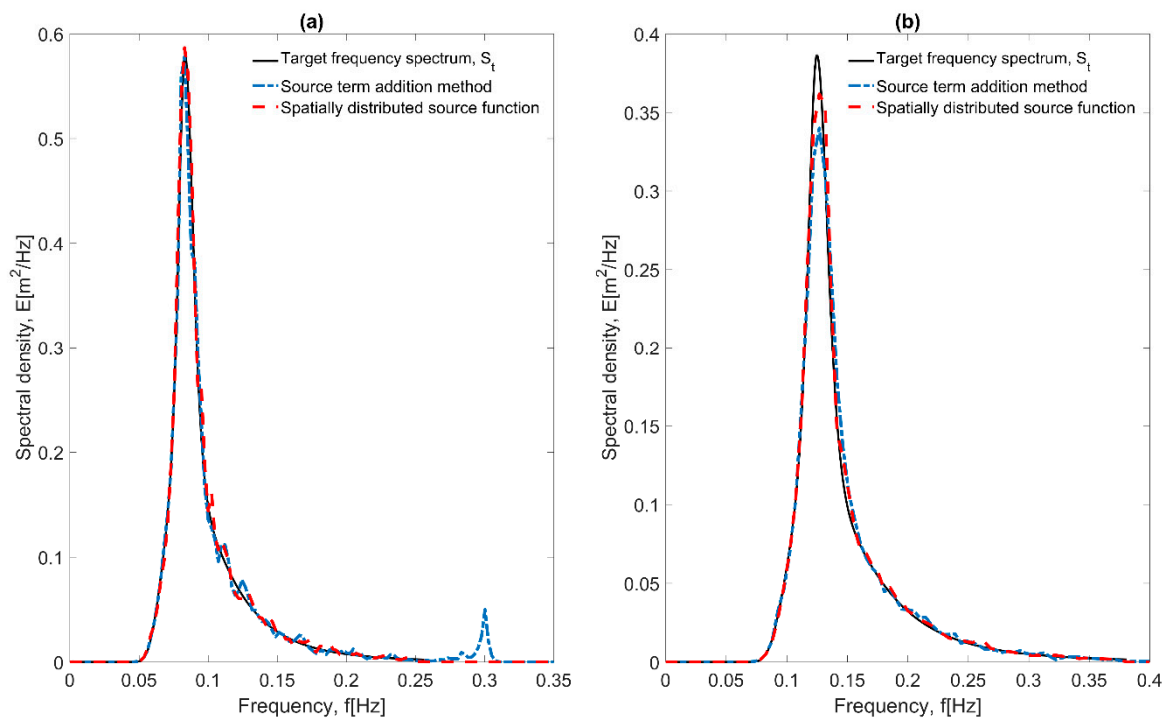 (a)
Target frequency spectrum, S_t
Source term addition method
Spatially distributed source function
0.6
0.5
0.4
0.3
0.2
0.1
0
Spectral density, E[m²/Hz]
0 0.05 0.1 0.15 0.2 0.25 0.3 0.35
Frequency, f[Hz]
(b)
Target frequency spectrum, S_t
Source term addition method
Spatially distributed source function
0.4
0.35
0.3
0.25
0.2
0.15
0.1
0.05
0
Spectral density, E[m²/Hz]
0 0.05 0.1 0.15 0.2 0.25 0.3 0.35 0.4
Frequency, f[Hz]